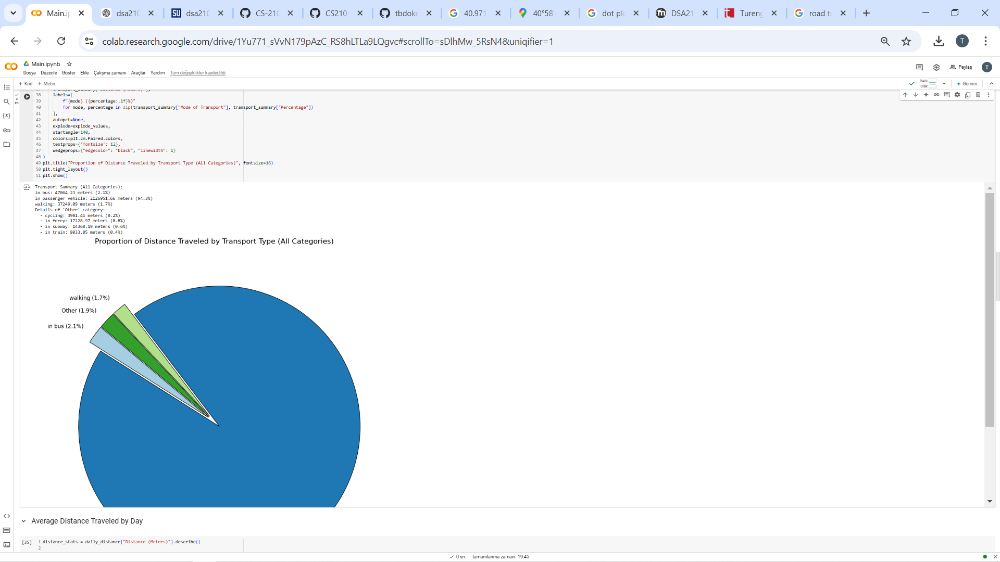 Main.ip
dsa210
dsa210
CS-210
CS210-
tbdoke
40.971
40°58'
dot plo
DSA21
Tureng
road tr
colab.research.google.com/drive/1Yu771_sVvN179pAzC_RS8hLTLa9LQgvc#scrollTo=sDlhMw_5RsN4&uniqifier=1
T
Main.ipynb
Dosya Düzenle Göster Ekle Çalışma zamanı Araçlar Yardım Tüm değişiklikler kaydedildi
Paylaş
T
+ Kod + Metin
RAM
Disk
Gemini
38 labels=[
39 f"{mode} ({percentage:.1f}%)"
40 for mode, percentage in zip(transport_summary["Mode of Transport"], transport_summary["Percentage"])
41 ],
42 autopct=None,
43 explode=explode_values,
44 startangle=140,
45 colors=plt.cm.Paired.colors,
46 textprops={'fontsize': 12},
47 wedgeprops={"edgecolor": "black", "linewidth": 1}
48 )
49 plt.title("Proportion of Distance Traveled by Transport Type (All Categories)", fontsize=16)
50 plt.tight_layout()
51 plt.show()
Transport Summary (All Categories):
in bus: 47064.23 meters (2.1%)
in passenger vehicle: 2126951.66 meters (94.3%)
walking: 37249.09 meters (1.7%)
Details of 'Other' category:
- cycling: 3901.44 meters (0.2%)
- in ferry: 17228.97 meters (0.8%)
- in subway: 14368.19 meters (0.6%)
- in train: 8033.85 meters (0.4%)
Proportion of Distance Traveled by Transport Type (All Categories)
walking (1.7%)
Other (1.9%)
in bus (2.1%)
Average Distance Traveled by Day
[35] 1 distance_stats = daily_distance["Distance (Meters)"].describe()
2
0 sn. tamamlanma zamanı: 19:45